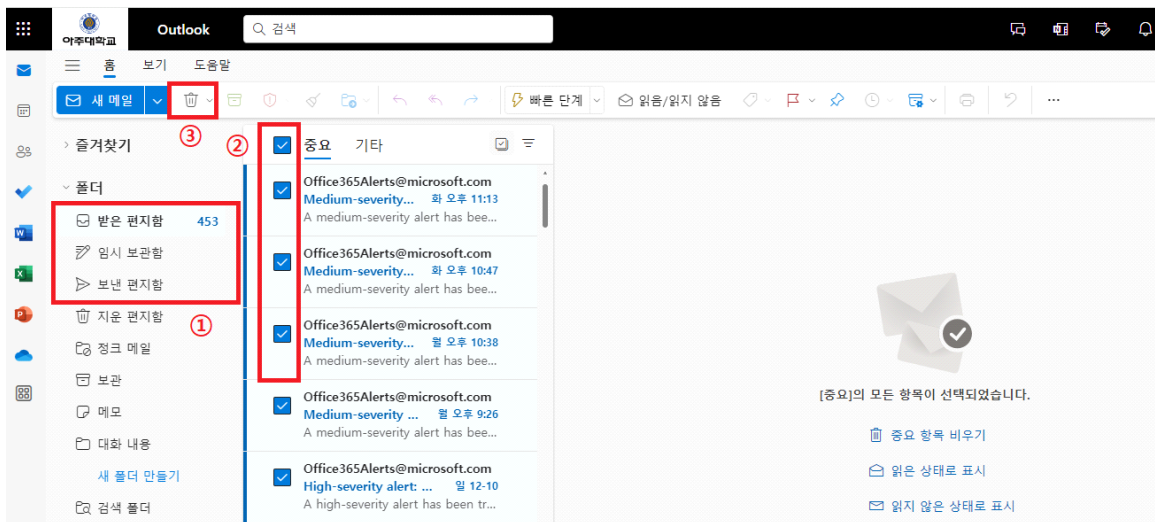 아주대학교
Outlook
검색
홈 보기 도움말
새 메일
빠른 단계
읽음/읽지 않음
③
②
①
즐겨찾기
폴더
받은 편지함 453
임시 보관함
보낸 편지함
지운 편지함
정크 메일
보관
메모
대화 내용
새 폴더 만들기
검색 폴더
중요 기타
Office365Alerts@microsoft.com
Medium-severity... 화 오후 11:13
A medium-severity alert has bee...
Office365Alerts@microsoft.com
Medium-severity... 화 오후 10:47
A medium-severity alert has bee...
Office365Alerts@microsoft.com
Medium-severity... 월 오후 10:38
A medium-severity alert has bee...
Office365Alerts@microsoft.com
Medium-severity ... 월 오후 9:26
A medium-severity alert has bee...
Office365Alerts@microsoft.com
High-severity alert: ... 일 12-10
A high-severity alert has been tr...
[중요]의 모든 항목이 선택되었습니다.
중요 항목 비우기
읽은 상태로 표시
읽지 않은 상태로 표시